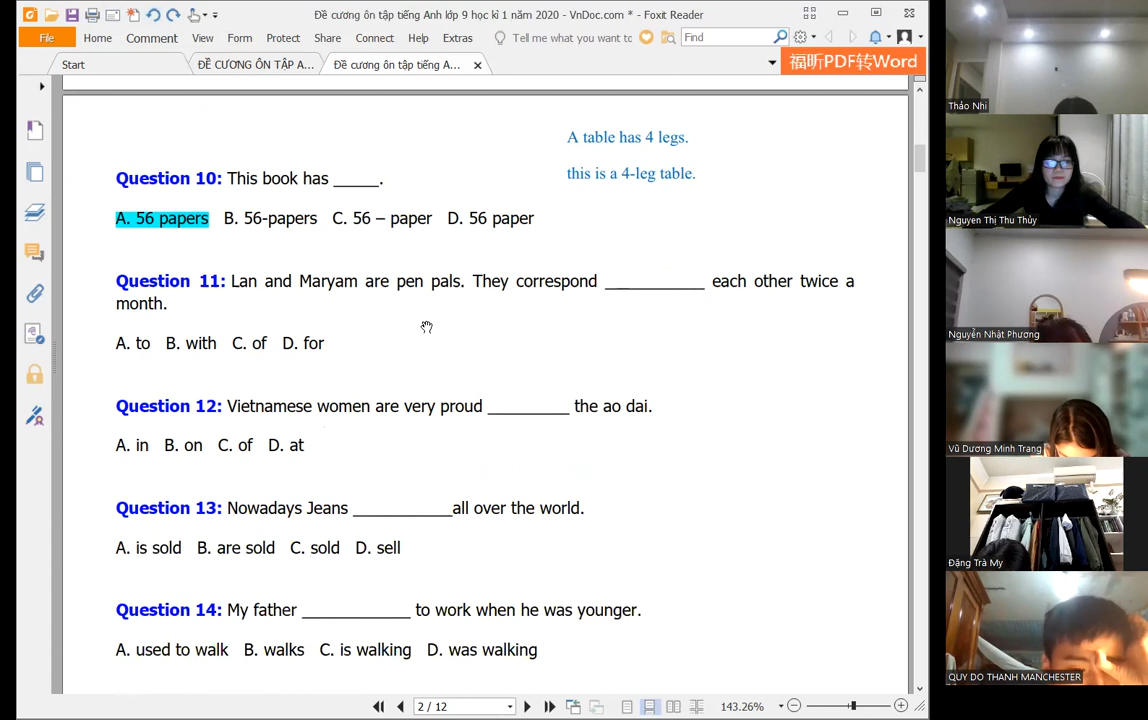 Đề cương ôn tập tiếng Anh lớp 9 học kì 1 năm 2020 - VnDoc.com * - Foxit Reader
File Home Comment View Form Protect Share Connect Help Extras Tell me what you want to Find
Start ĐỀ CƯƠNG ÔN TẬP A... Đề cương ôn tập tiếng A... 福昕PDF转Word
A table has 4 legs.
this is a 4-leg table.
Question 10: This book has _____.
A. 56 papers B. 56-papers C. 56 – paper D. 56 paper
Question 11: Lan and Maryam are pen pals. They correspond ___________ each other twice a
month.
A. to B. with C. of D. for
Question 12: Vietnamese women are very proud _________ the ao dai.
A. in B. on C. of D. at
Question 13: Nowadays Jeans ___________all over the world.
A. is sold B. are sold C. sold D. sell
Question 14: My father ____________ to work when he was younger.
A. used to walk B. walks C. is walking D. was walking
2 / 12 143.26%
Thảo Nhi
Nguyen Thị Thu Thủy
Nguyễn Nhật Phương
Vũ Dương Minh Trang
Đặng Trà My
QUY DO THANH MANCHESTER